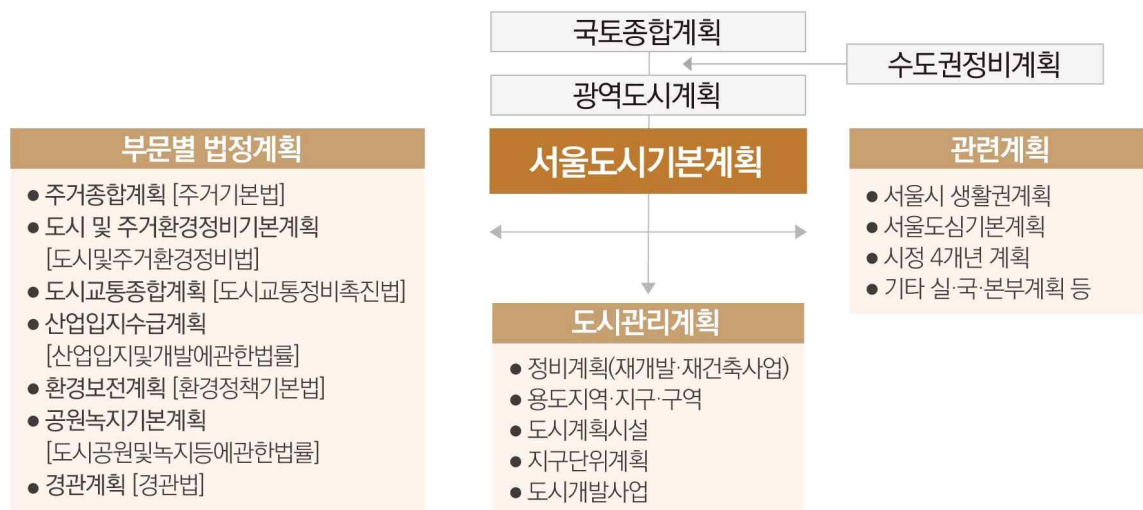 국토종합계획
수도권정비계획
광역도시계획
서울도시기본계획
부문별 법정계획
● 주거종합계획 [주거기본법]
● 도시 및 주거환경정비기본계획
[도시및주거환경정비법]
● 도시교통종합계획 [도시교통정비촉진법]
● 산업입지수급계획
[산업입지및개발에관한법률]
● 환경보전계획 [환경정책기본법]
● 공원녹지기본계획
[도시공원및녹지등에관한법률]
● 경관계획 [경관법]
도시관리계획
● 정비계획(재개발·재건축사업)
● 용도지역·지구·구역
● 도시계획시설
● 지구단위계획
● 도시개발사업
관련계획
● 서울시 생활권계획
● 서울도심기본계획
● 시정 4개년 계획
● 기타 실·국·본부계획 등